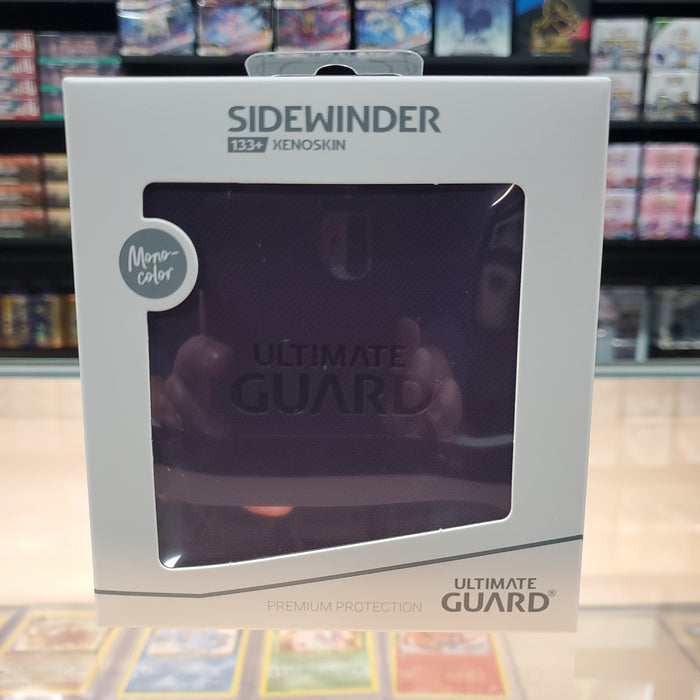 SIDEWINDER
133+ XENOSKIN
Mono-
color
ULTIMATE
GUARD
PREMIUM PROTECTION
ULTIMATE
GUARD®